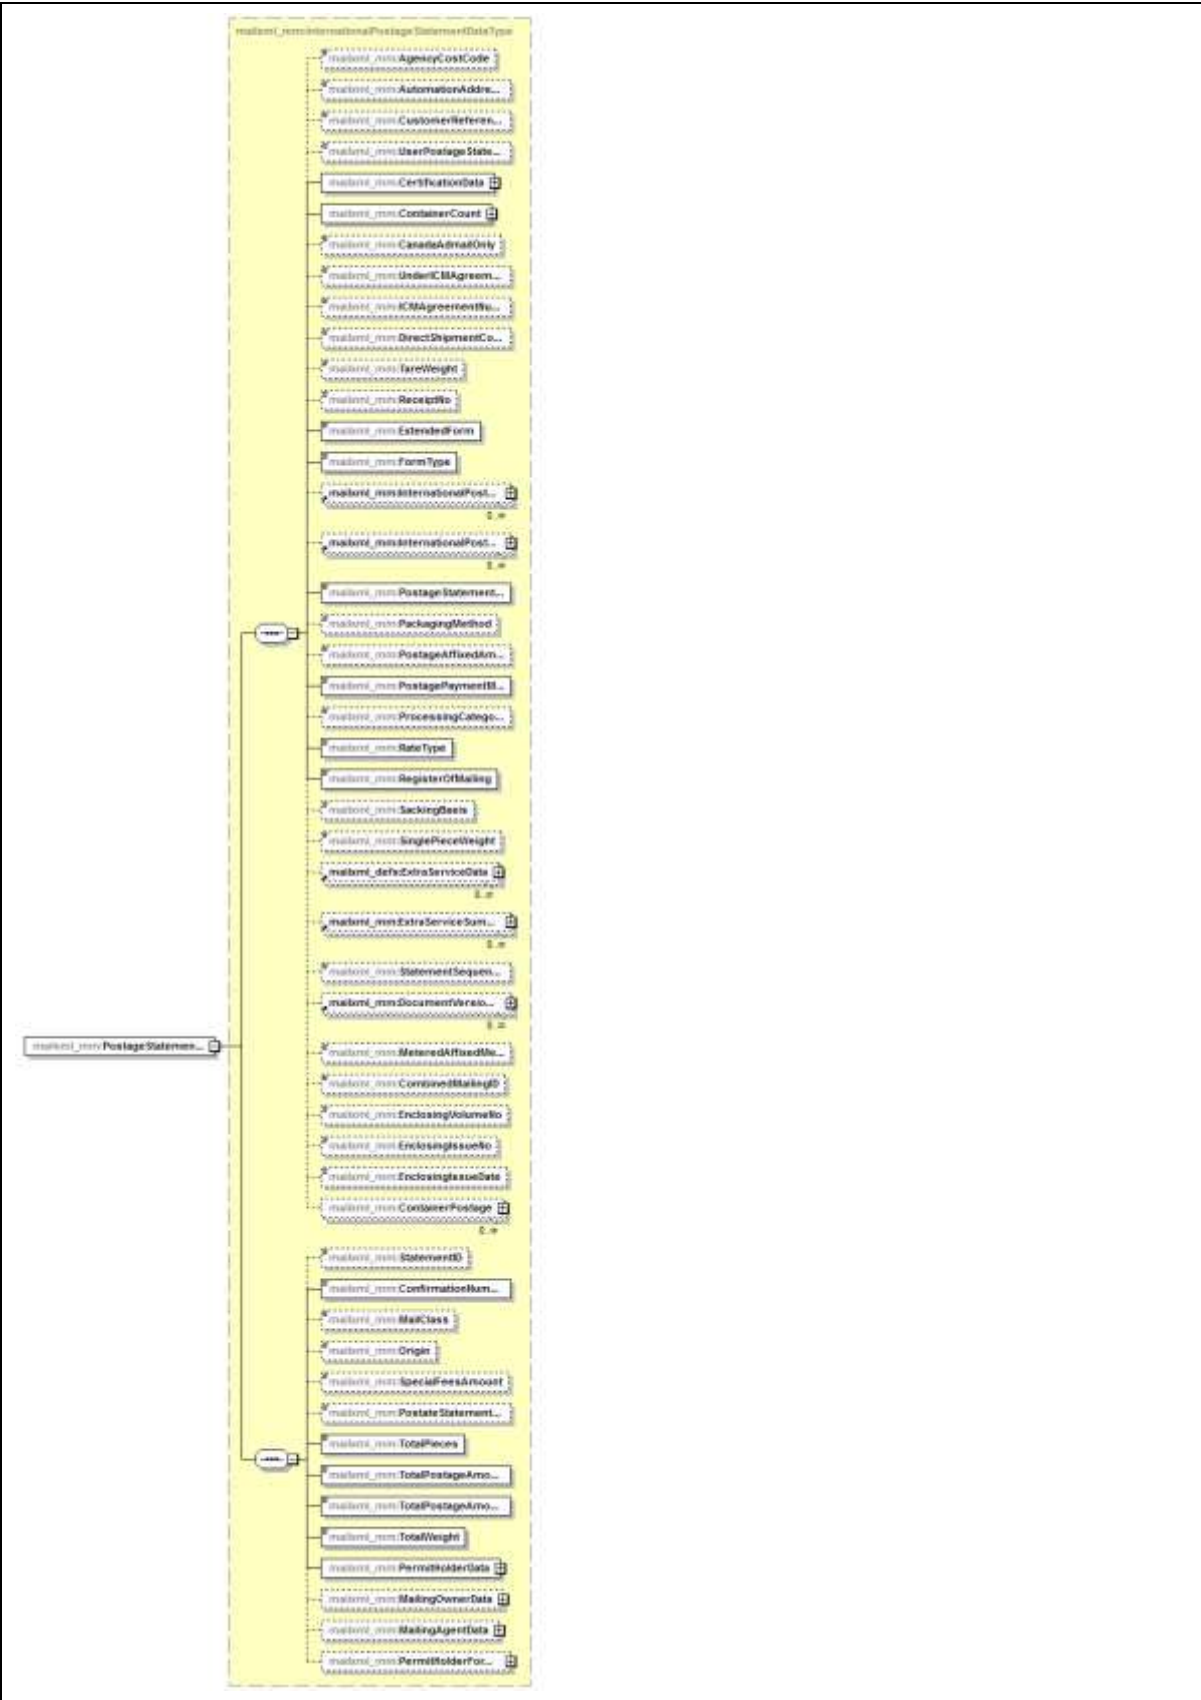 mailxml_mm:InternationalPostageStatementDataType
mailxml_mm:AgencyCostCode
mailxml_mm:AutomationAddre...
mailxml_mm:CustomerReferen...
mailxml_mm:UserPostageState...
mailxml_mm:CertificationData
mailxml_mm:ContainerCount
mailxml_mm:CanadaAdmailOnly
mailxml_mm:UnderICMAgreem...
mailxml_mm:ICMAgreementNu...
mailxml_mm:DirectShipmentCo...
mailxml_mm:TareWeight
mailxml_mm:ReceiptNo
mailxml_mm:ExtendedForm
mailxml_mm:FormType
mailxml_mm:InternationalPost...
0..∞
mailxml_mm:InternationalPost...
0..∞
mailxml_mm:PostageStatement...
mailxml_mm:PackagingMethod
mailxml_mm:PostageAffixedAm...
mailxml_mm:PostagePaymentM...
mailxml_mm:ProcessingCatego...
mailxml_mm:RateType
mailxml_mm:RegisterOfMailing
mailxml_mm:SackingBasis
mailxml_mm:SinglePieceWeight
mailxml_defs:ExtraServiceData
0..∞
mailxml_mm:ExtraServiceSum...
0..∞
mailxml_mm:StatementSequen...
mailxml_mm:DocumentVersio...
0..∞
mailxml_mm:PostageStatemen...
mailxml_mm:MeteredAffixedMe...
mailxml_mm:CombinedMailingID
mailxml_mm:EnclosingVolumeNo
mailxml_mm:EnclosingIssueNo
mailxml_mm:EnclosingIssueDate
mailxml_mm:ContainerPostage
0..∞
mailxml_mm:StatementID
mailxml_mm:ConfirmationNum...
mailxml_mm:MailClass
mailxml_mm:Origin
mailxml_mm:SpecialFeesAmount
mailxml_mm:PostateStatement...
mailxml_mm:TotalPieces
mailxml_mm:TotalPostageAmo...
mailxml_mm:TotalPostageAmo...
mailxml_mm:TotalWeight
mailxml_mm:PermitHolderData
mailxml_mm:MailingOwnerData
mailxml_mm:MailingAgentData
mailxml_mm:PermitHolderFor...